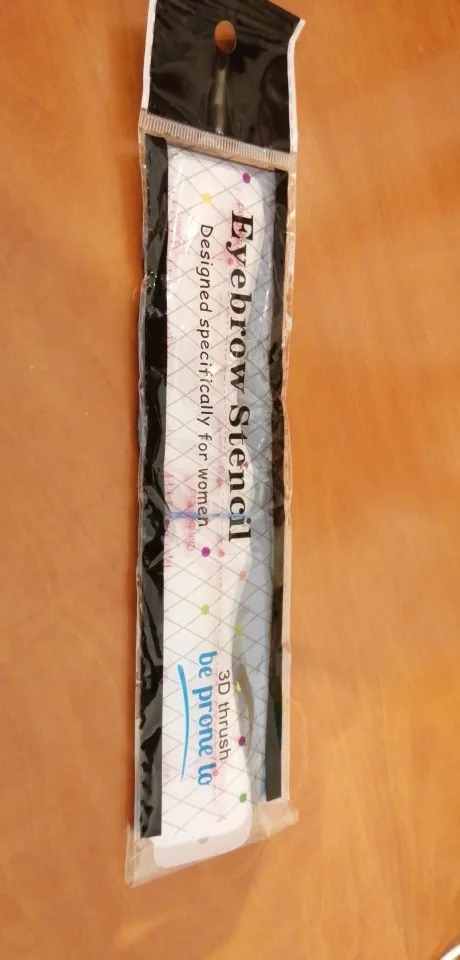 Eyebrow Stencil
Designed specifically for women
3D thrush
be prone to